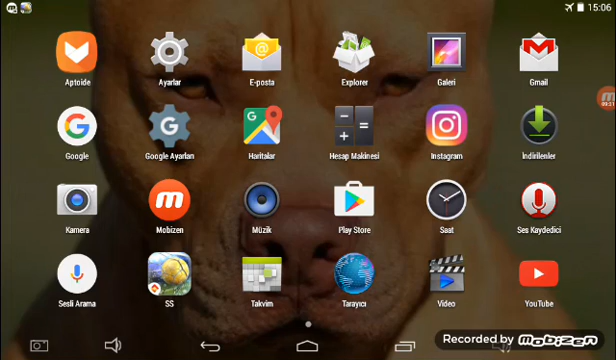 15:06
Aptoide
Ayarlar
E-posta
Explorer
Galeri
Gmail
Google
Google Ayarları
Haritalar
Hesap Makinesi
Instagram
İndirilenler
Kamera
Mobizen
Müzik
Play Store
Saat
Ses Kaydedici
Sesli Arama
SS
Takvim
Tarayıcı
Video
YouTube
Recorded by MOBIZEN